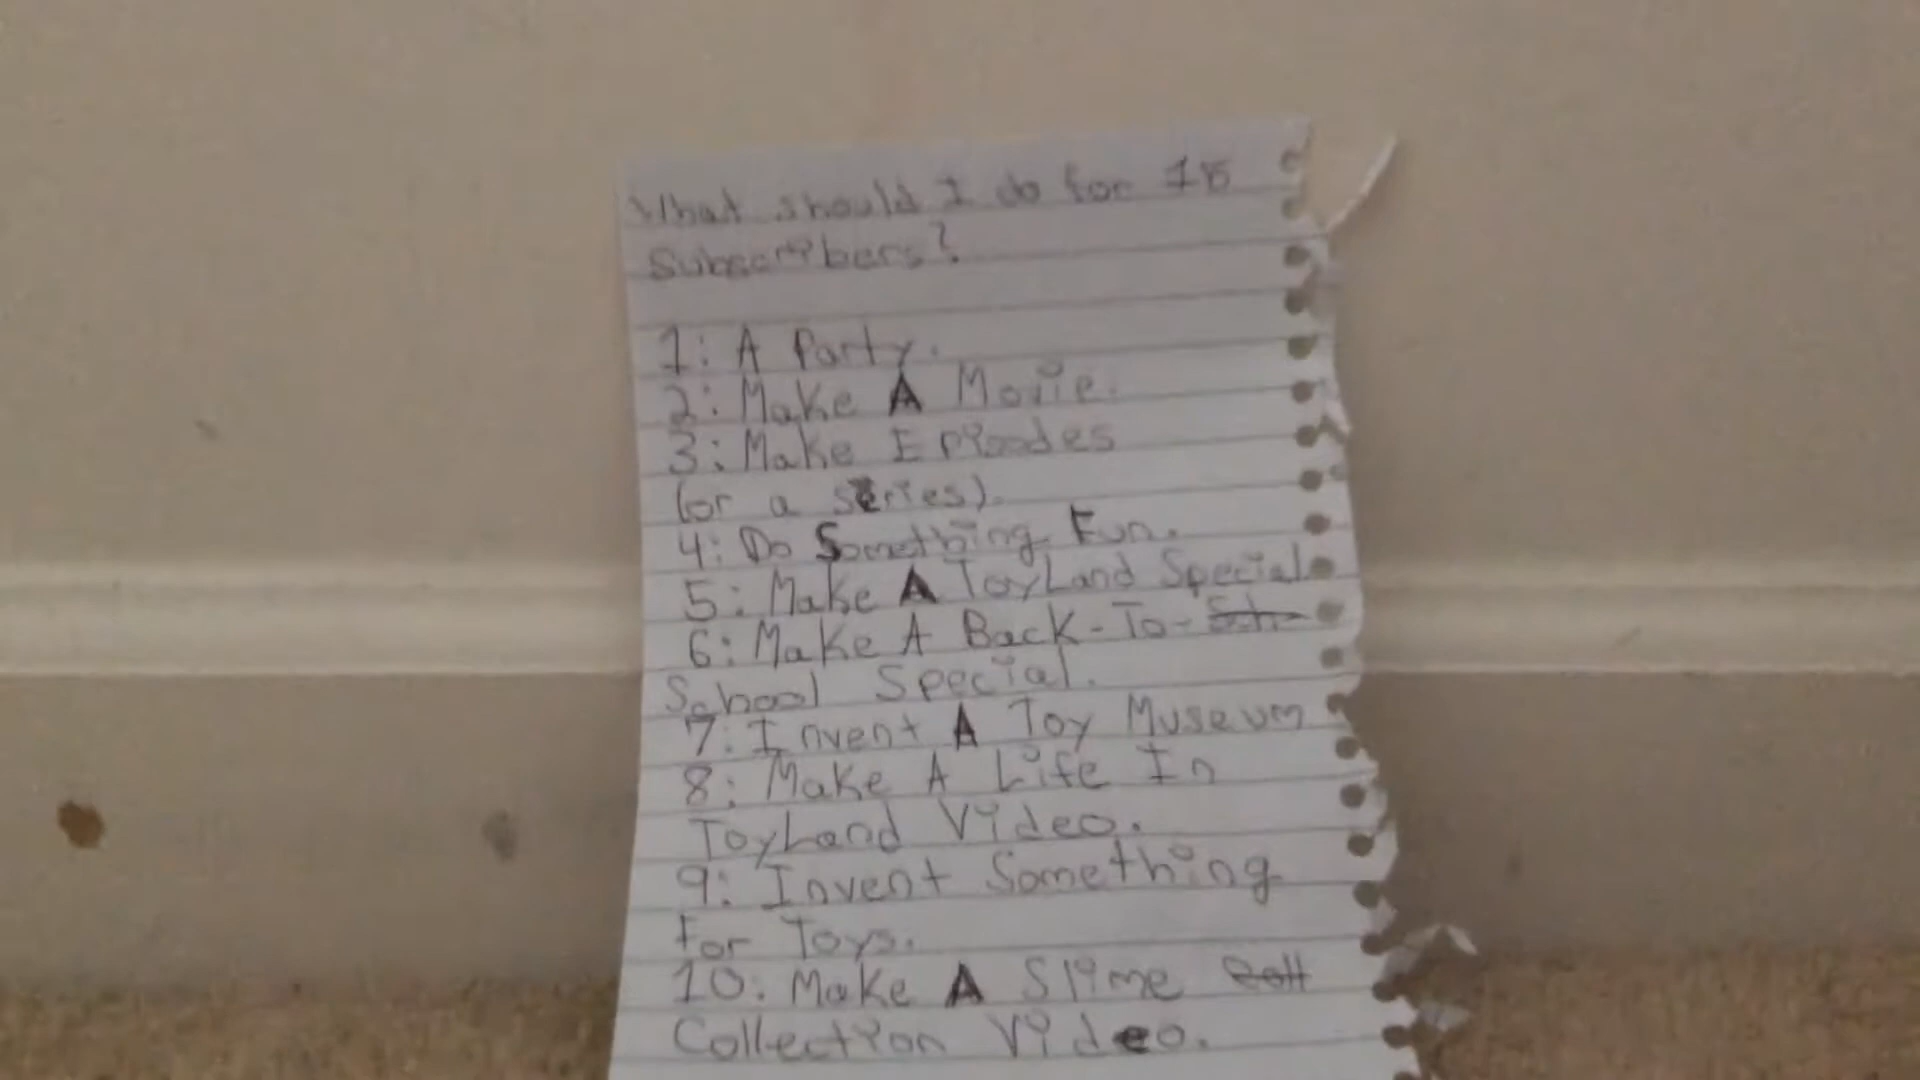 What should I do for 18
Subscribers?
1: A Party.
2: Make A Movie.
3: Make Episodes
(or a series).
4: Do Something Fun.
5: Make A ToyLand Special.
6: Make A Back-To-
School Special.
7: Invent A Toy Museum
8: Make A Life In
ToyLand Video.
9: Invent Something
For Toys.
10: Make A Slime
Collection Video.